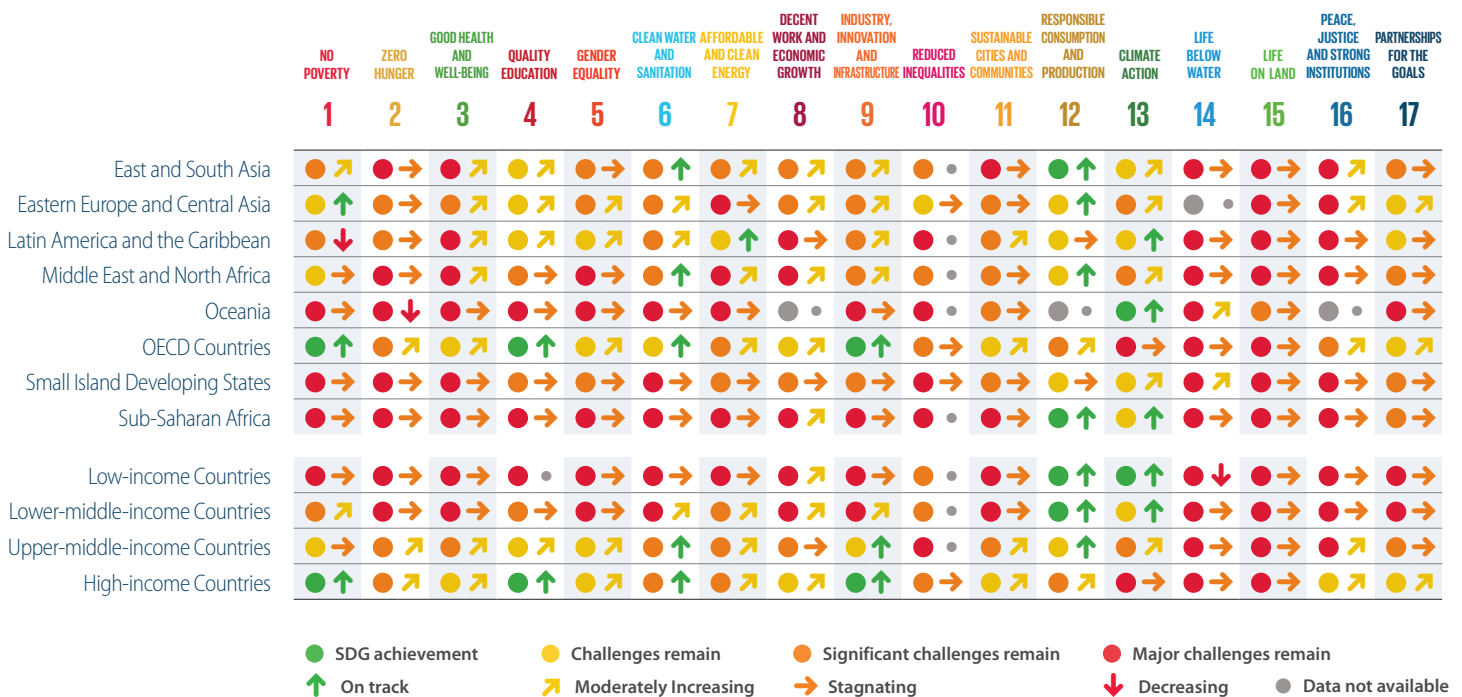 NO
POVERTY
ZERO
HUNGER
GOOD HEALTH
AND
WELL-BEING
QUALITY
EDUCATION
GENDER
EQUALITY
CLEAN WATER
AND
SANITATION
AFFORDABLE
AND CLEAN
ENERGY
DECENT
WORK AND
ECONOMIC
GROWTH
INDUSTRY,
INNOVATION
AND
INFRASTRUCTURE
REDUCED
INEQUALITIES
SUSTAINABLE
CITIES AND
COMMUNITIES
RESPONSIBLE
CONSUMPTION
AND
PRODUCTION
CLIMATE
ACTION
LIFE
BELOW
WATER
LIFE
ON LAND
PEACE,
JUSTICE
AND STRONG
INSTITUTIONS
PARTNERSHIPS
FOR THE
GOALS
1 2 3 4 5 6 7 8 9 10 11 12 13 14 15 16 17
East and South Asia
Eastern Europe and Central Asia
Latin America and the Caribbean
Middle East and North Africa
Oceania
OECD Countries
Small Island Developing States
Sub-Saharan Africa
Low-income Countries
Lower-middle-income Countries
Upper-middle-income Countries
High-income Countries
SDG achievement Challenges remain Significant challenges remain Major challenges remain
On track Moderately Increasing Stagnating Decreasing Data not available